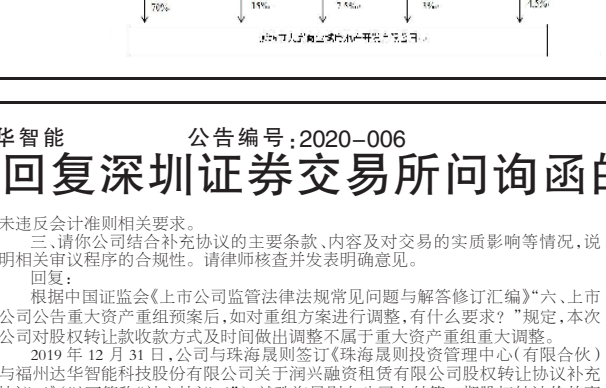 70%
15%
7.5%
3%
4.5%
华智能 公告编号:2020-006
回复深圳证券交易所问询函的
未违反会计准则相关要求。
三、请你公司结合补充协议的主要条款、内容及对交易的实质影响等情况,说
明相关审议程序的合规性。请律师核查并发表明确意见。
回复:
根据中国证监会《上市公司监管法律法规常见问题与解答修订汇编》“六、上市
公司公告重大资产重组预案后,如对重组方案进行调整,有什么要求?”规定,本次
公司对股权转让款收款方式及时间做出调整不属于重大资产重组重大调整。
2019 年 12 月 31 日,公司与珠海晟则签订《珠海晟则投资管理中心(有限合伙)
与福州达华智能科技股份有限公司关于润兴融资租赁有限公司股权转让协议补充